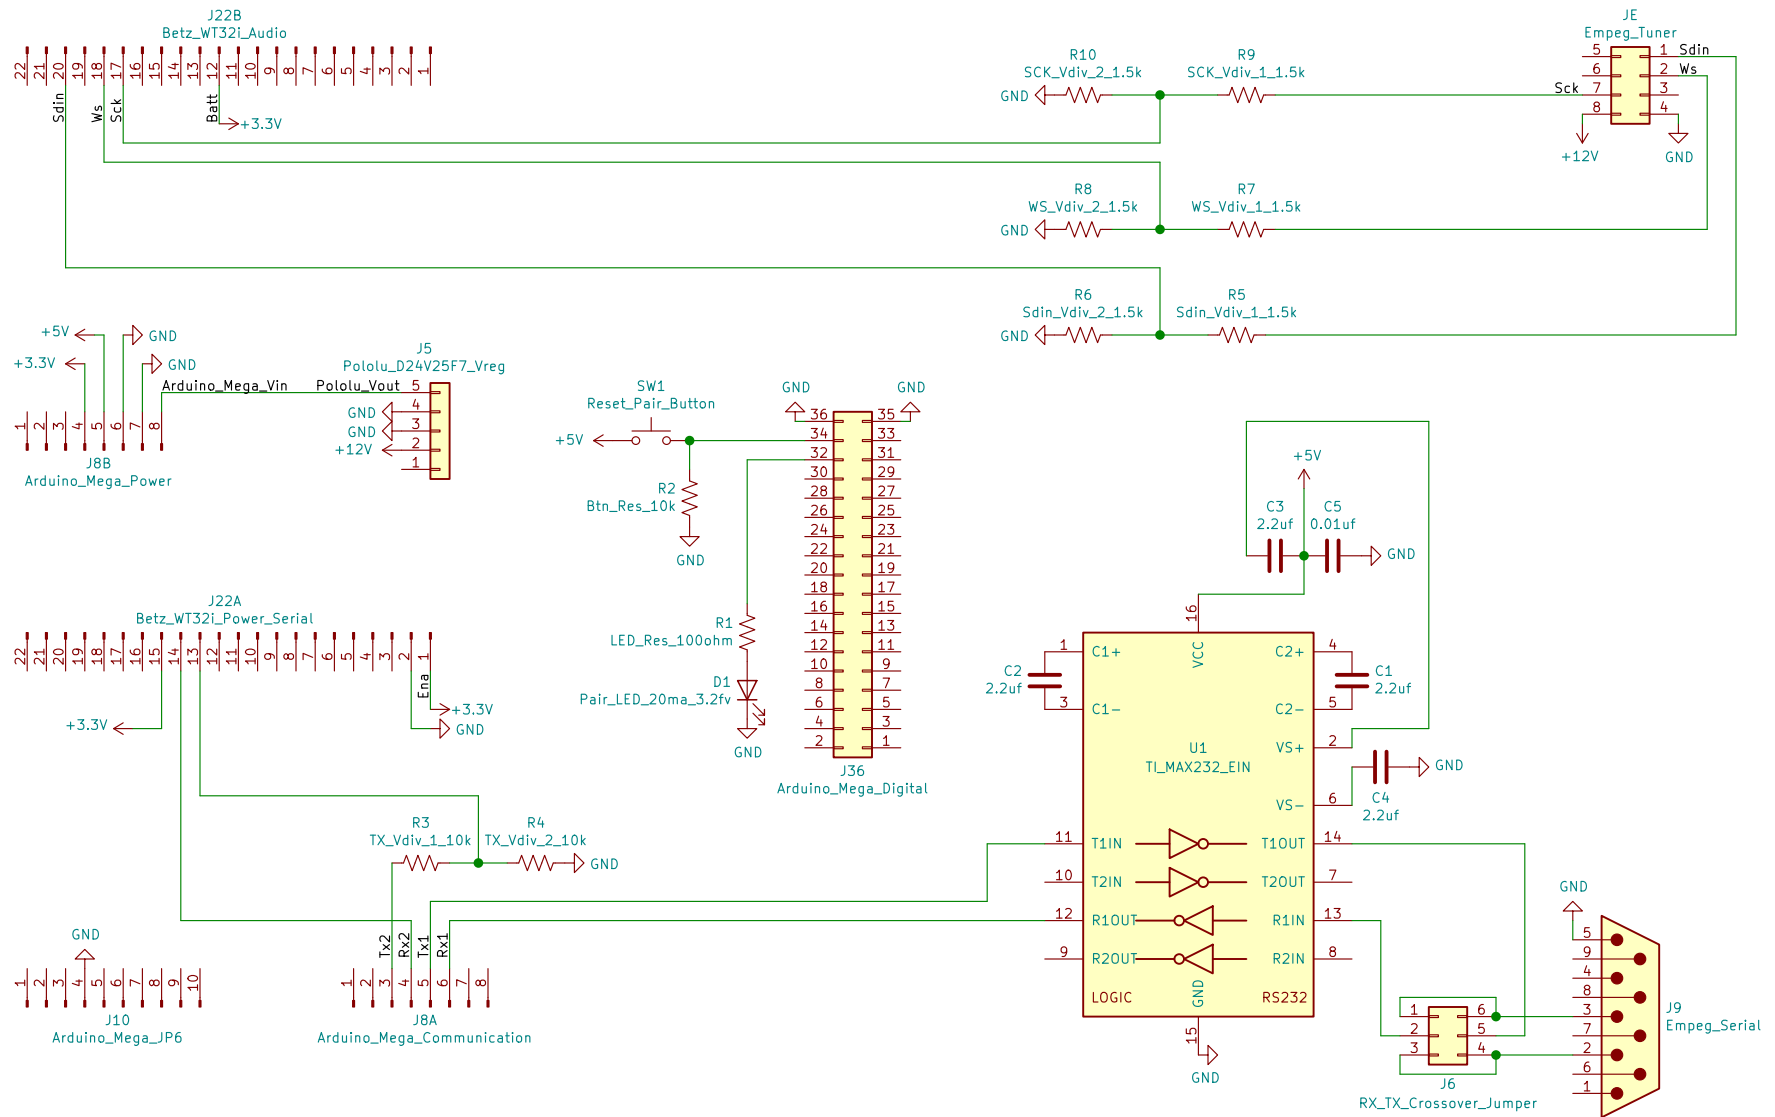 J22B
Betz_WT32i_Audio
22 21 20 19 18 17 16 15 14 13 12 11 10 9 8 7 6 5 4 3 2 1
Sdin
Ws
Sck
Batt
+3.3V
R10
SCK_Vdiv_2_1.5k
GND
R9
SCK_Vdiv_1_1.5k
JE
Empeg_Tuner
5 1 Sdin
6 2 Ws
Sck 7 3
8 4
+12V
GND
R8
WS_Vdiv_2_1.5k
GND
R7
WS_Vdiv_1_1.5k
R6
Sdin_Vdiv_2_1.5k
GND
R5
Sdin_Vdiv_1_1.5k
+5V
GND
+3.3V
GND
Arduino_Mega_Vin
1 2 3 4 5 6 7 8
J8B
Arduino_Mega_Power
J5
Pololu_D24V25F7_Vreg
Pololu_Vout 5
GND 4
GND 3
+12V 2
1
SW1
Reset_Pair_Button
+5V
R2
Btn_Res_10k
GND
GND
GND
36 35
34 33
32 31
30 29
28 27
26 25
24 23
22 21
20 19
18 17
16 15
14 13
12 11
10 9
8 7
6 5
4 3
2 1
J36
Arduino_Mega_Digital
R1
LED_Res_100ohm
D1
Pair_LED_20ma_3.2fv
GND
J22A
Betz_WT32i_Power_Serial
22 21 20 19 18 17 16 15 14 13 12 11 10 9 8 7 6 5 4 3 2 1
Ena
+3.3V
+3.3V
GND
R3
TX_Vdiv_1_10k
R4
TX_Vdiv_2_10k
GND
GND
1 2 3 4 5 6 7 8 9 10
J10
Arduino_Mega_JP6
Tx2
Rx2
Tx1
Rx1
1 2 3 4 5 6 7 8
J8A
Arduino_Mega_Communication
+5V
C3
2.2uf
C5
0.01uf
GND
16
VCC
1 C1+
C2+ 4
C2
2.2uf
C1
2.2uf
3 C1-
C2- 5
U1
TI_MAX232_EIN
VS+ 2
VS- 6
GND
C4
2.2uf
11 T1IN
T1OUT 14
10 T2IN
T2OUT 7
12 R1OUT
R1IN 13
9 R2OUT
R2IN 8
LOGIC
GND
RS232
15
GND
1 6
2 5
3 4
J6
RX_TX_Crossover_Jumper
GND
5
9
4
8
3
7
2
6
1
J9
Empeg_Serial